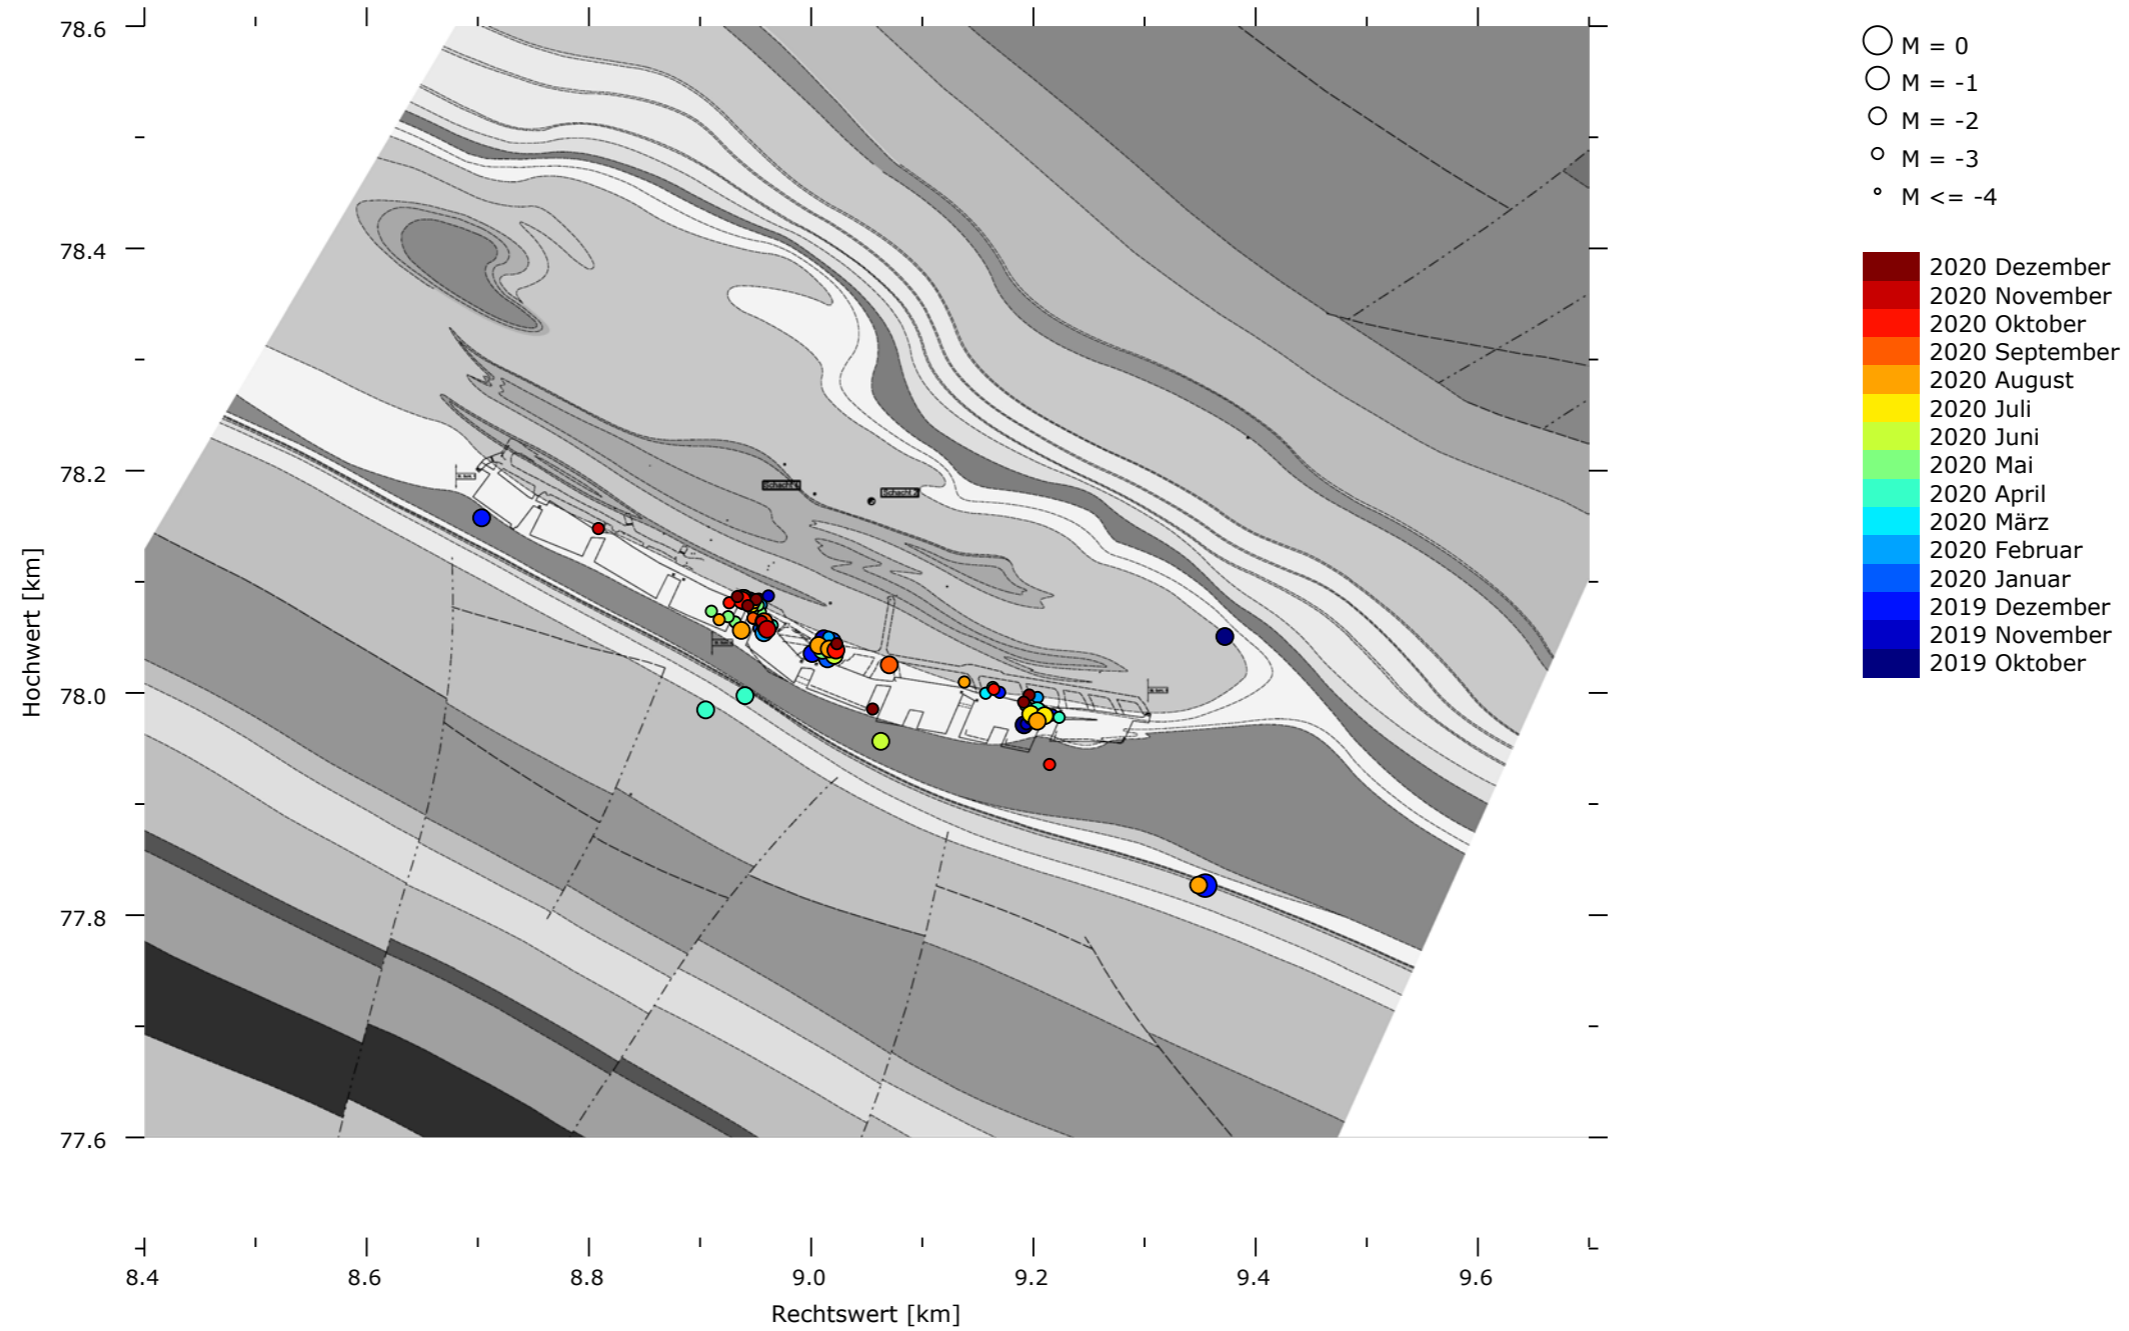 78.6
78.4
78.2
78.0
77.8
77.6
Hochwert [km]
8.4
8.6
8.8
9.0
9.2
9.4
9.6
Rechtswert [km]
Schacht 2
M = 0
M = -1
M = -2
M = -3
M <= -4
2020 Dezember
2020 November
2020 Oktober
2020 September
2020 August
2020 Juli
2020 Juni
2020 Mai
2020 April
2020 März
2020 Februar
2020 Januar
2019 Dezember
2019 November
2019 Oktober